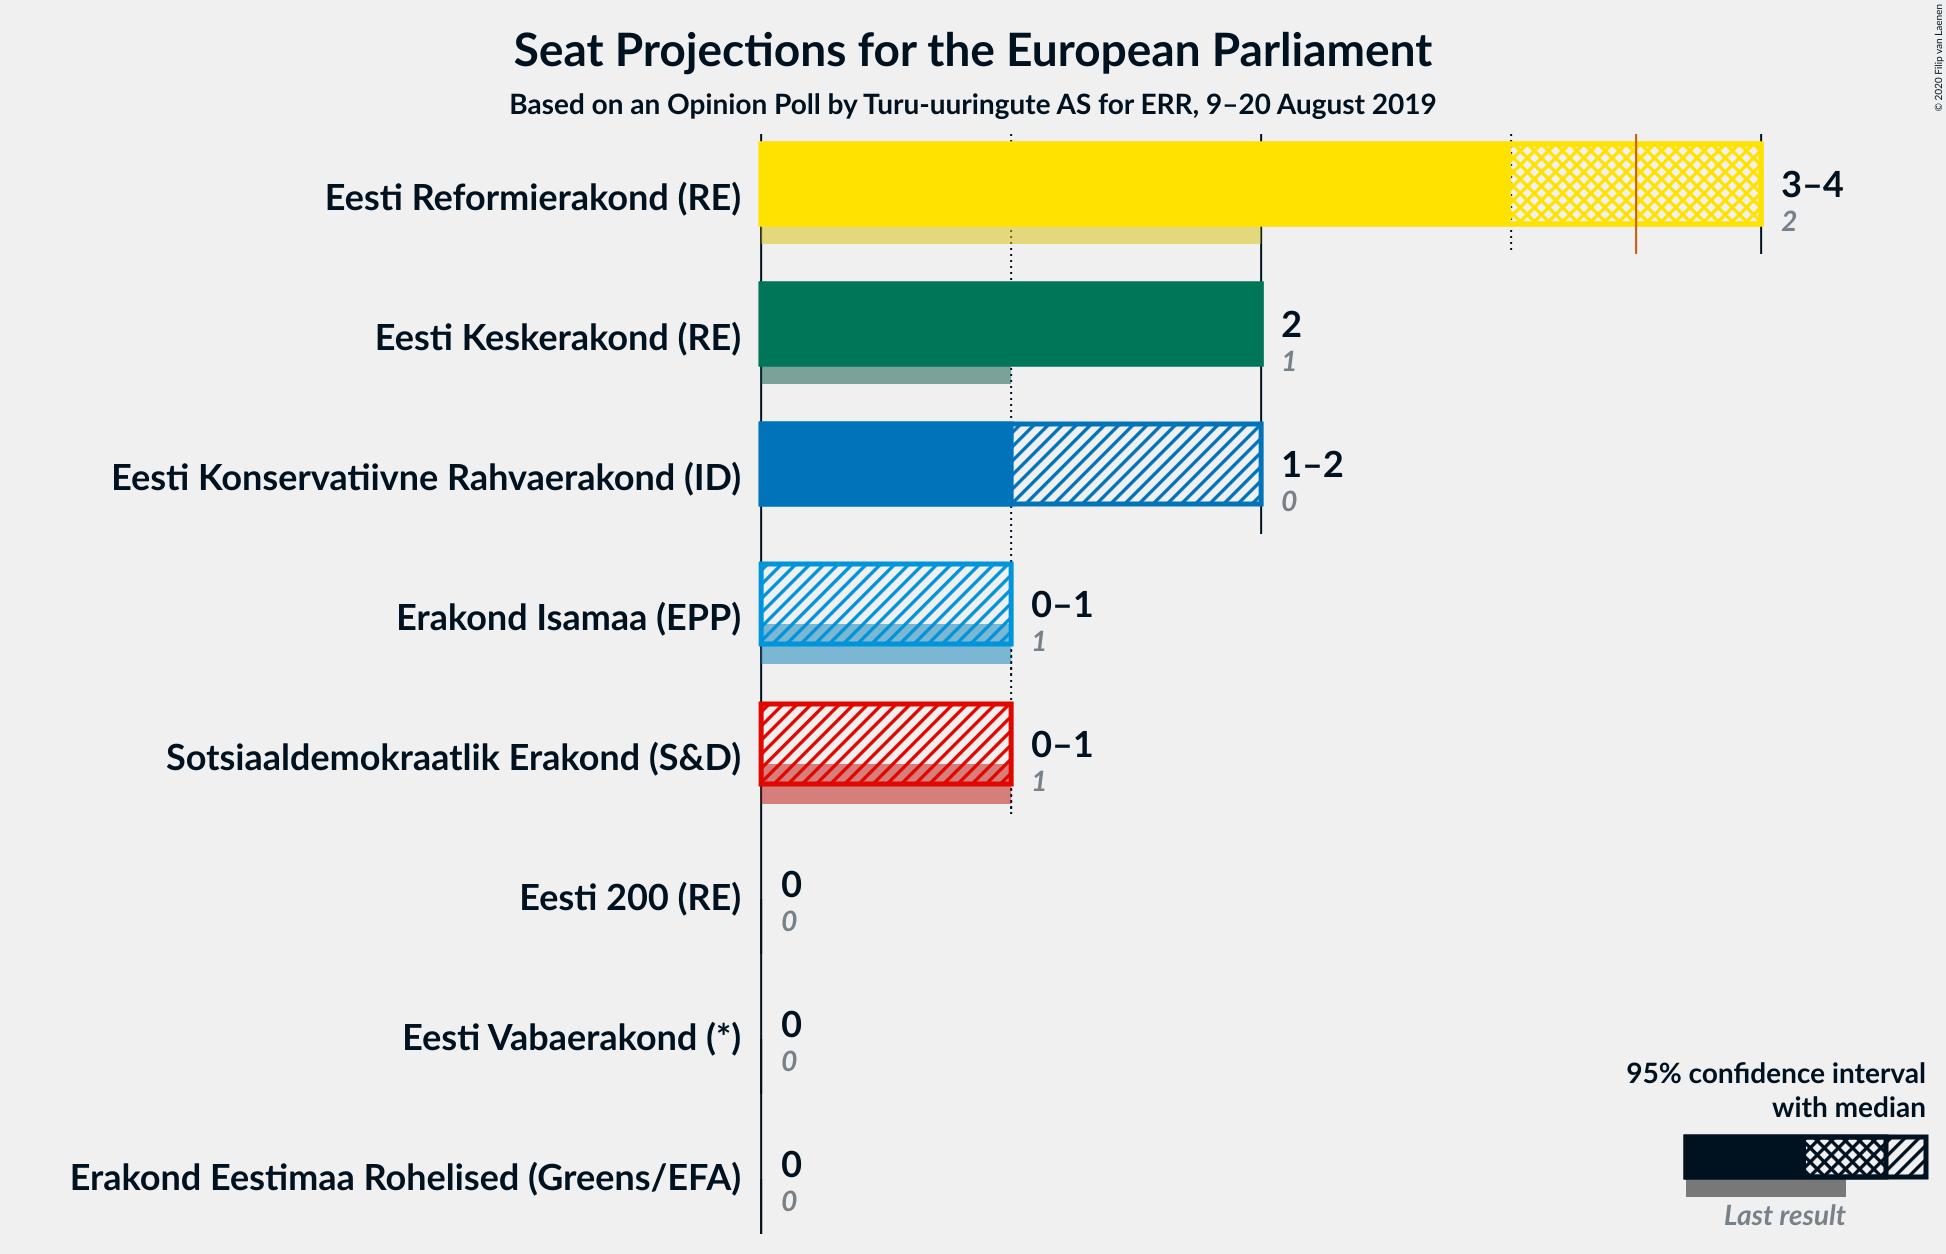 Seat Projections for the European Parliament
Based on an Opinion Poll by Turu-uuringute AS for ERR, 9–20 August 2019
© 2020 Filip van Laenen
Eesti Reformierakond (RE)
3–4
2
Eesti Keskerakond (RE)
2
1
Eesti Konservatiivne Rahvaerakond (ID)
1–2
0
Erakond Isamaa (EPP)
0–1
1
Sotsiaaldemokraatlik Erakond (S&D)
0–1
1
Eesti 200 (RE)
0
0
Eesti Vabaerakond (*)
0
0
Erakond Eestimaa Rohelised (Greens/EFA)
0
0
95% confidence interval
with median
Last result